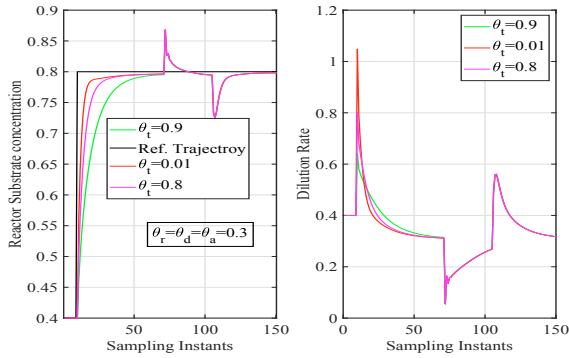 0.9
0.85
0.8
0.75
0.7
0.65
0.6
0.55
0.5
0.45
0.4
50
100
150
Sampling Instants
Reactor Substrate concentration
θt=0.9
Ref. Trajectroy
θt=0.01
θt=0.8
θr=θd=θa=0.3
1.2
1
0.8
0.6
0.4
0.2
0
0
50
100
150
Sampling Instants
Dilution Rate
θt=0.9
θt=0.01
θt=0.8